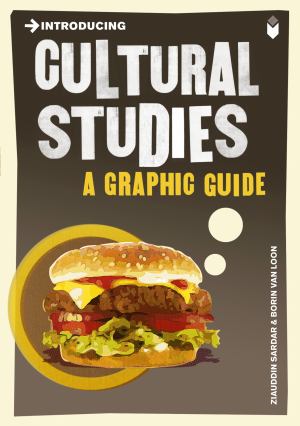 INTRODUCING
CULTURAL
STUDIES
A GRAPHIC GUIDE
ZIAUDDIN SARDAR & BORIN VAN LOON